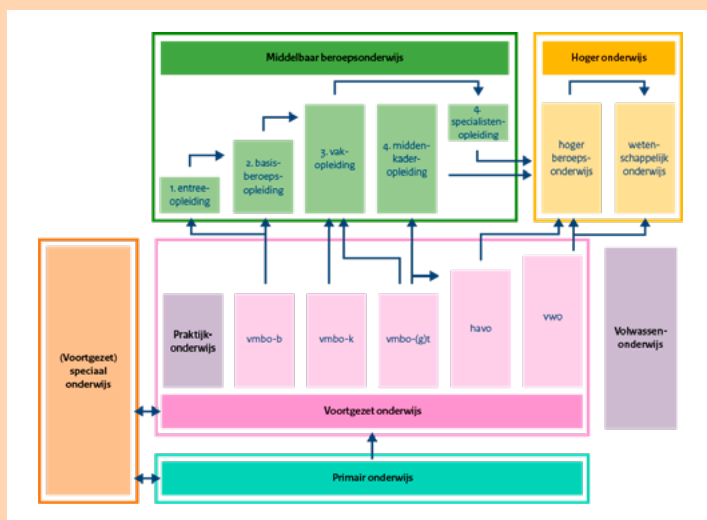 Middelbaar beroepsonderwijs
Hoger onderwijs
1. entree-
opleiding
2. basis-
beroeps-
opleiding
3. vak-
opleiding
4. midden-
kader-
opleiding
4.
specialisten-
opleiding
hoger
beroeps-
onderwijs
weten-
schappelijk
onderwijs
(Voortgezet)
speciaal
onderwijs
Praktijk-
onderwijs
vmbo-b
vmbo-k
vmbo-(g)t
havo
vwo
Volwassen-
onderwijs
Voortgezet onderwijs
Primair onderwijs